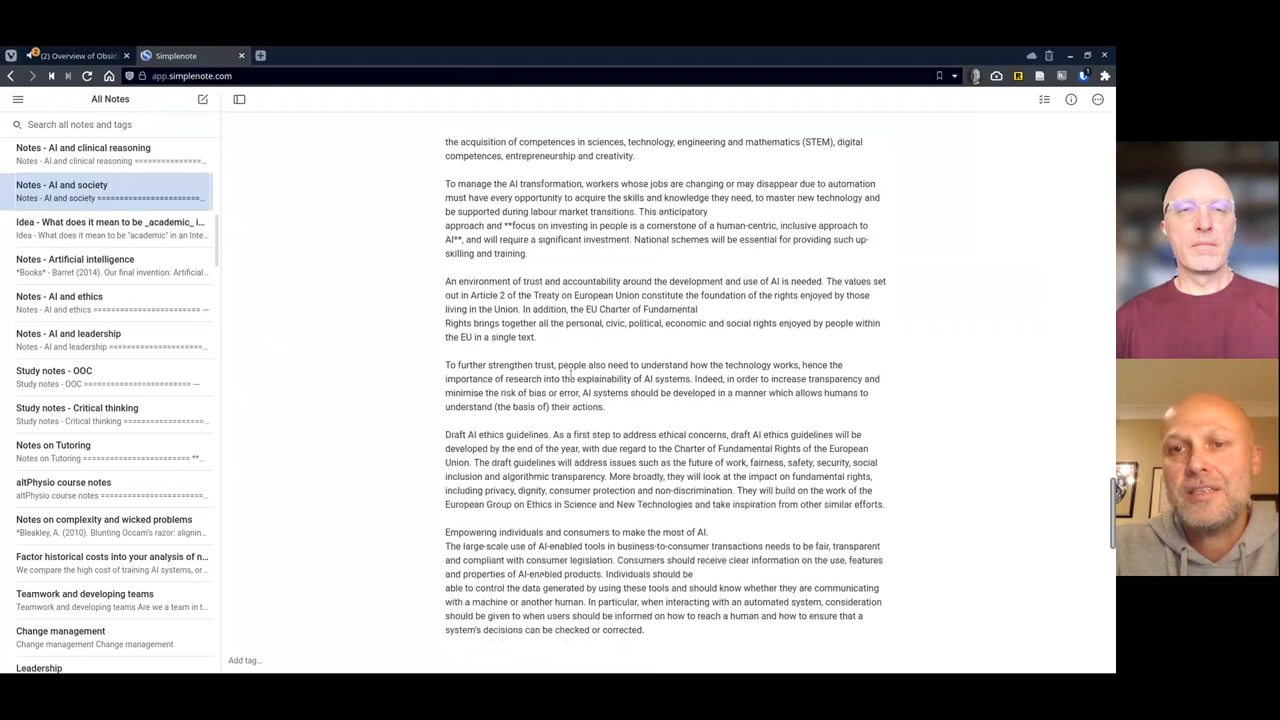 2
(2) Overview of Obsi
Simplenote
app.simplenote.com
All Notes
Search all notes and tags
Notes - AI and clinical reasoning
Notes - AI and clinical reasoning ===============...
Notes - AI and society
Notes - AI and society =======================...
Idea - What does it mean to be _academic_ i...
Idea - What does it mean to be "academic" in an Inte...
Notes - Artificial intelligence
*Books* - Barret (2014). Our final invention: Artificial...
Notes - AI and ethics
Notes - AI and ethics ======================== —
Notes - AI and leadership
Notes - AI and leadership =====================...
Study notes - OOC
Study notes - OOC ====================== —
Study notes - Critical thinking
Study notes - Critical thinking ===================...
Notes on Tutoring
Notes on Tutoring ======================== **...
altPhysio course notes
altPhysio course notes ========================...
Notes on complexity and wicked problems
*Bleakley, A. (2010). Blunting Occam's razor: alignin...
Factor historical costs into your analysis of n...
We compare the high cost of training AI systems, or...
Teamwork and developing teams
Teamwork and developing teams Are we a team in t...
Change management
Change management Change management
Leadership
the acquisition of competences in sciences, technology, engineering and mathematics (STEM), digital
competences, entrepreneurship and creativity.
To manage the AI transformation, workers whose jobs are changing or may disappear due to automation
must have every opportunity to acquire the skills and knowledge they need, to master new technology and
be supported during labour market transitions. This anticipatory
approach and **focus on investing in people is a cornerstone of a human-centric, inclusive approach to
AI**, and will require a significant investment. National schemes will be essential for providing such up-
skilling and training.
An environment of trust and accountability around the development and use of AI is needed. The values set
out in Article 2 of the Treaty on European Union constitute the foundation of the rights enjoyed by those
living in the Union. In addition, the EU Charter of Fundamental
Rights brings together all the personal, civic, political, economic and social rights enjoyed by people within
the EU in a single text.
To further strengthen trust, people also need to understand how the technology works, hence the
importance of research into the explainability of AI systems. Indeed, in order to increase transparency and
minimise the risk of bias or error, AI systems should be developed in a manner which allows humans to
understand (the basis of) their actions.
Draft AI ethics guidelines. As a first step to address ethical concerns, draft AI ethics guidelines will be
developed by the end of the year, with due regard to the Charter of Fundamental Rights of the European
Union. The draft guidelines will address issues such as the future of work, fairness, safety, security, social
inclusion and algorithmic transparency. More broadly, they will look at the impact on fundamental rights,
including privacy, dignity, consumer protection and non-discrimination. They will build on the work of the
European Group on Ethics in Science and New Technologies and take inspiration from other similar efforts.
Empowering individuals and consumers to make the most of AI.
The large-scale use of AI-enabled tools in business-to-consumer transactions needs to be fair, transparent
and compliant with consumer legislation. Consumers should receive clear information on the use, features
and properties of AI-enabled products. Individuals should be
able to control the data generated by using these tools and should know whether they are communicating
with a machine or another human. In particular, when interacting with an automated system, consideration
should be given to when users should be informed on how to reach a human and how to ensure that a
system's decisions can be checked or corrected.
Add tag...